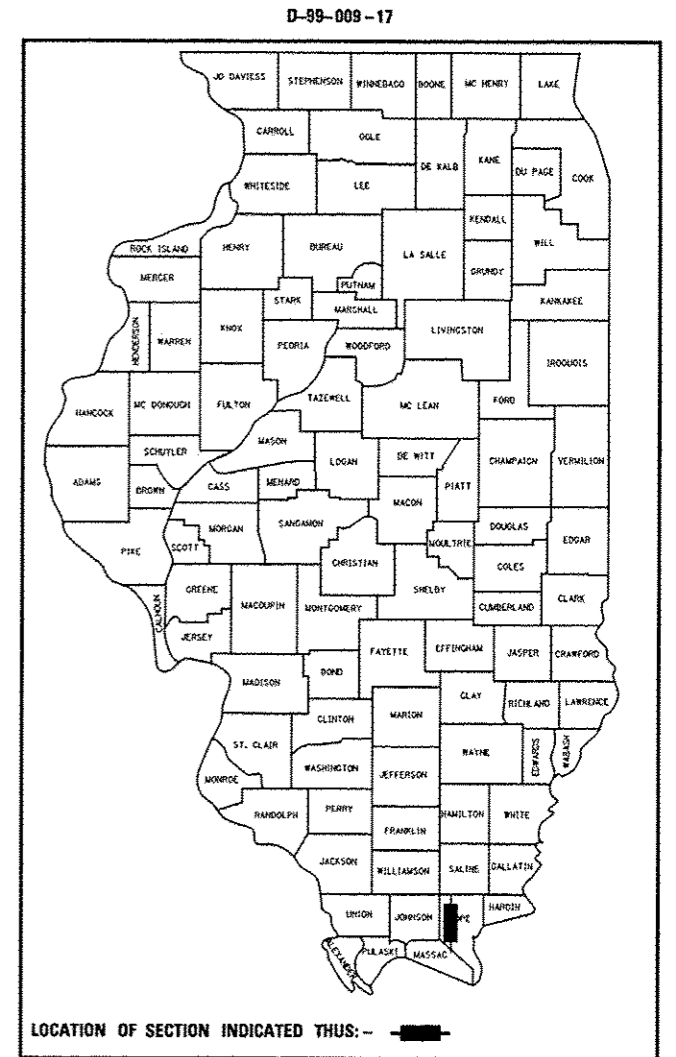 D-99-009-17
JO DAVIESS STEPHENSON WINNEBAGO BOONE MC HENRY LAKE
CARROLL OGLE
DE KALB KANE DU PAGE COOK
WHITESIDE LEE
KENDALL
ROCK ISLAND HENRY BUREAU LA SALLE WILL
MERCER PUTNAM GRUNDY
STARK MARSHALL KANKAKEE
HENDERSON WARREN KNOX PEORIA WOODFORD LIVINGSTON
IROQUOIS
HANCOCK MC DONOUGH FULTON TAZEWELL MC LEAN FORD
MASON
SCHUYLER LOGAN DE WITT CHAMPAIGN VERMILION
ADAMS BROWN CASS MENARD PIATT
MACON
MORGAN SANGAMON DOUGLAS
PIKE SCOTT CHRISTIAN MOULTRIE EDGAR
COLES
GREENE MACOUPIN MONTGOMERY SHELBY CLARK
CALHOUN CUMBERLAND
JERSEY FAYETTE EFFINGHAM JASPER CRAWFORD
BOND
MADISON CLAY
CLINTON MARION RICHLAND LAWRENCE
ST. CLAIR WAYNE EDWARDS WABASH
WASHINGTON JEFFERSON
MONROE
RANDOLPH PERRY HAMILTON WHITE
FRANKLIN
JACKSON WILLIAMSON SALINE GALLATIN
UNION JOHNSON OPE HARDIN
ALEXANDER PULASKI MASSAC
LOCATION OF SECTION INDICATED THUS: -